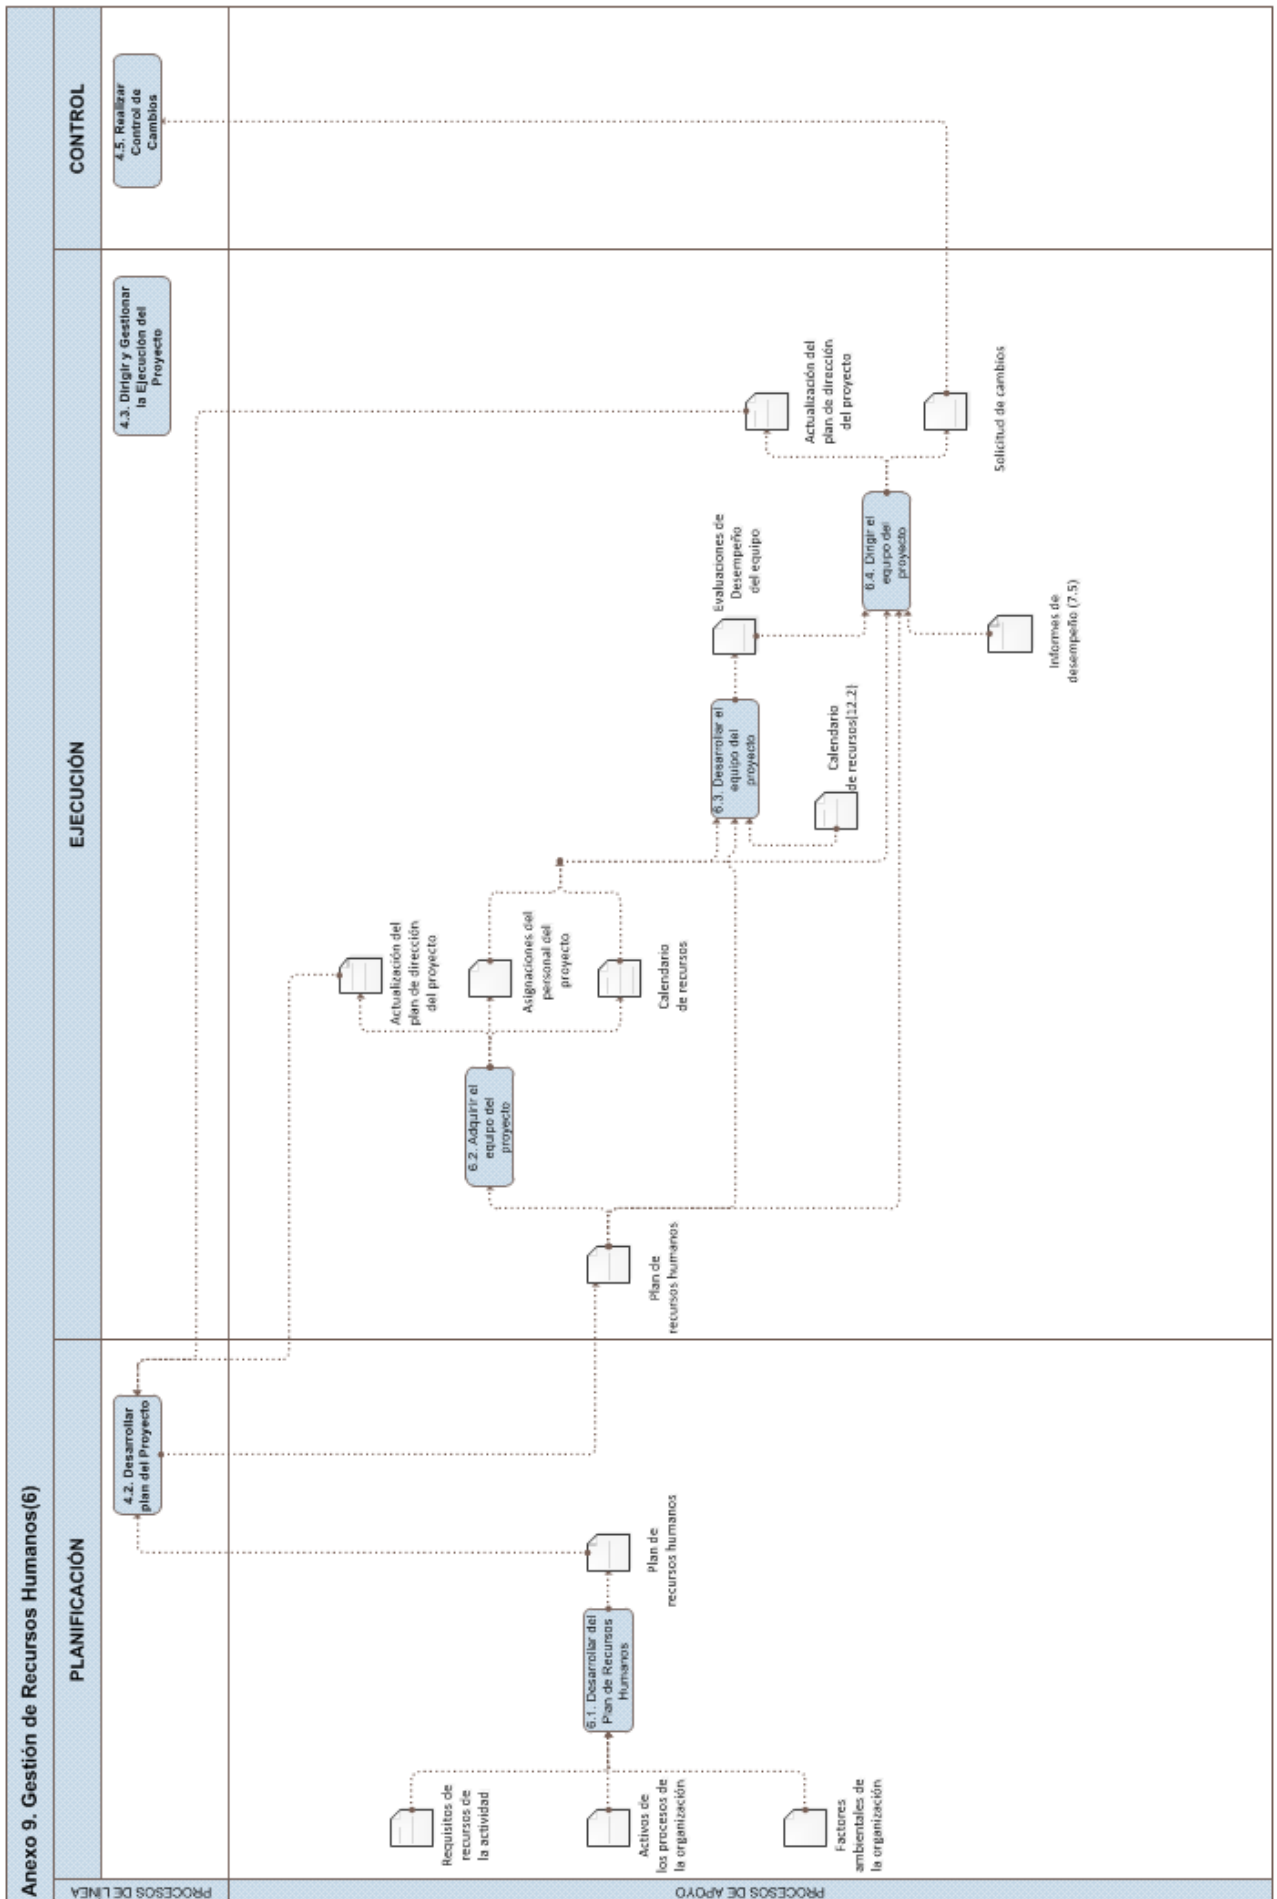 Anexo 9. Gestión de Recursos Humanos(6)
PLANIFICACIÓN
EJECUCIÓN
CONTROL
PROCESOS DE LINEA
4.2. Desarrollar
plan del Proyecto
4.3. Dirigir y Gestionar
la Ejecución del
Proyecto
4.5. Realizar
Control de
Cambios
PROCESOS DE APOYO
Requisitos de
recursos de
la actividad
Activos de
los procesos de
la organización
Factores
ambientales de
la organización
6.1. Desarrollar del
Plan de Recursos
Humanos
Plan de
recursos humanos
Plan de
recursos humanos
6.2. Adquirir el
equipo del
proyecto
Actualización del
plan de dirección
del proyecto
Asignaciones del
personal del
proyecto
Calendario
de recursos
6.3. Desarrollar el
equipo del
proyecto
Calendario
de recursos(12.2)
Evaluaciones de
Desempeño
del equipo
6.4. Dirigir el
equipo del
proyecto
Informes de
desempeño (7.5)
Actualización del
plan de dirección
del proyecto
Solicitud de cambios